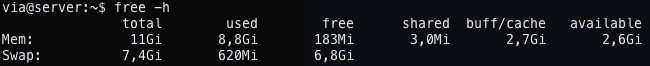 via@server:~$ free -h
total used free shared buff/cache available
Mem: 11Gi 8,8Gi 183Mi 3,0Mi 2,7Gi 2,6Gi
Swap: 7,4Gi 620Mi 6,8Gi